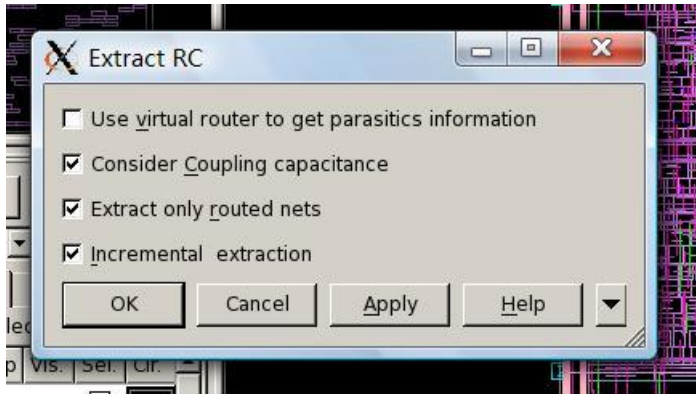 Extract RC
Use virtual router to get parasitics information
Consider Coupling capacitance
Extract only routed nets
Incremental extraction
OK Cancel Apply Help
Vis. Sel. Clr.